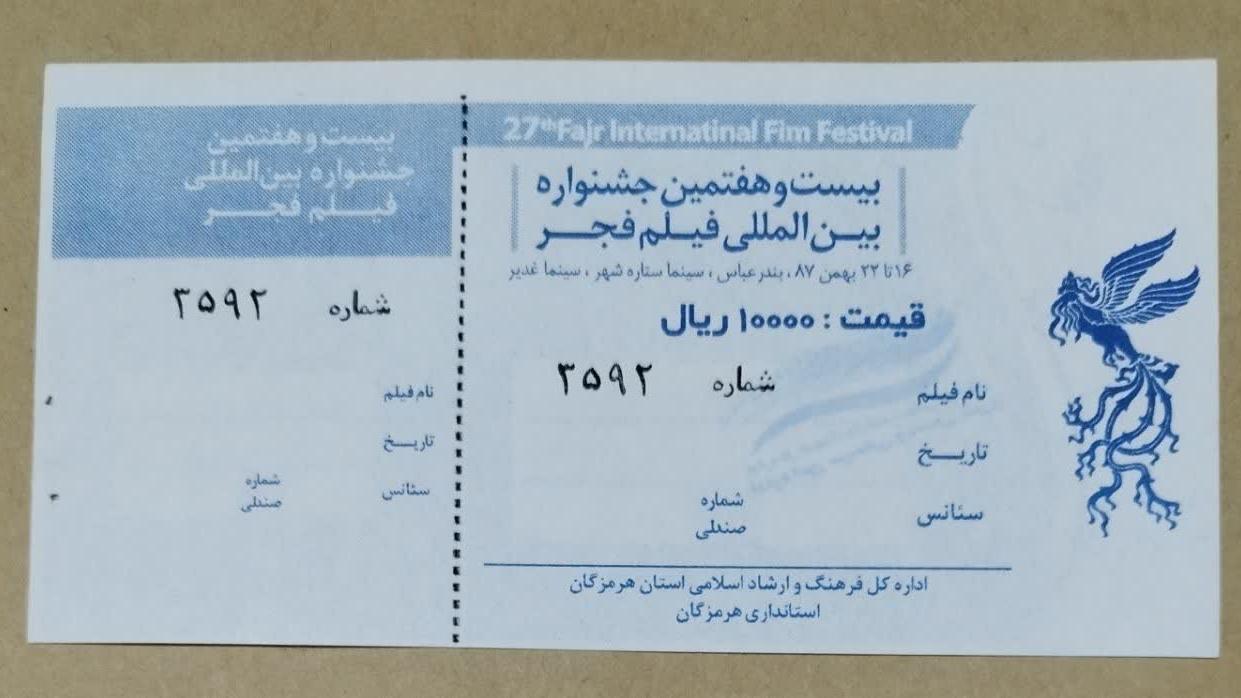 27th Fajr Internatinal Fim Festival
بیست و هفتمین جشنواره
بین المللی فیلم فجر
۱۶ تا ۲۲ بهمن ۸۷ ، بندرعباس ، سینما ستاره شهر ، سینما غدیر
قیمت : ۱۰۰۰۰ ریال
شماره ۳۵۹۲
نام فیلم
تاریخ
سئانس
شماره
صندلی
اداره کل فرهنگ و ارشاد اسلامی استان هرمزگان
استانداری هرمزگان
بیست و هفتمین
جشنواره بین‌المللی
فیلم فجر
شماره ۳۵۹۲
نام فیلم
تاریخ
سئانس
شماره
صندلی